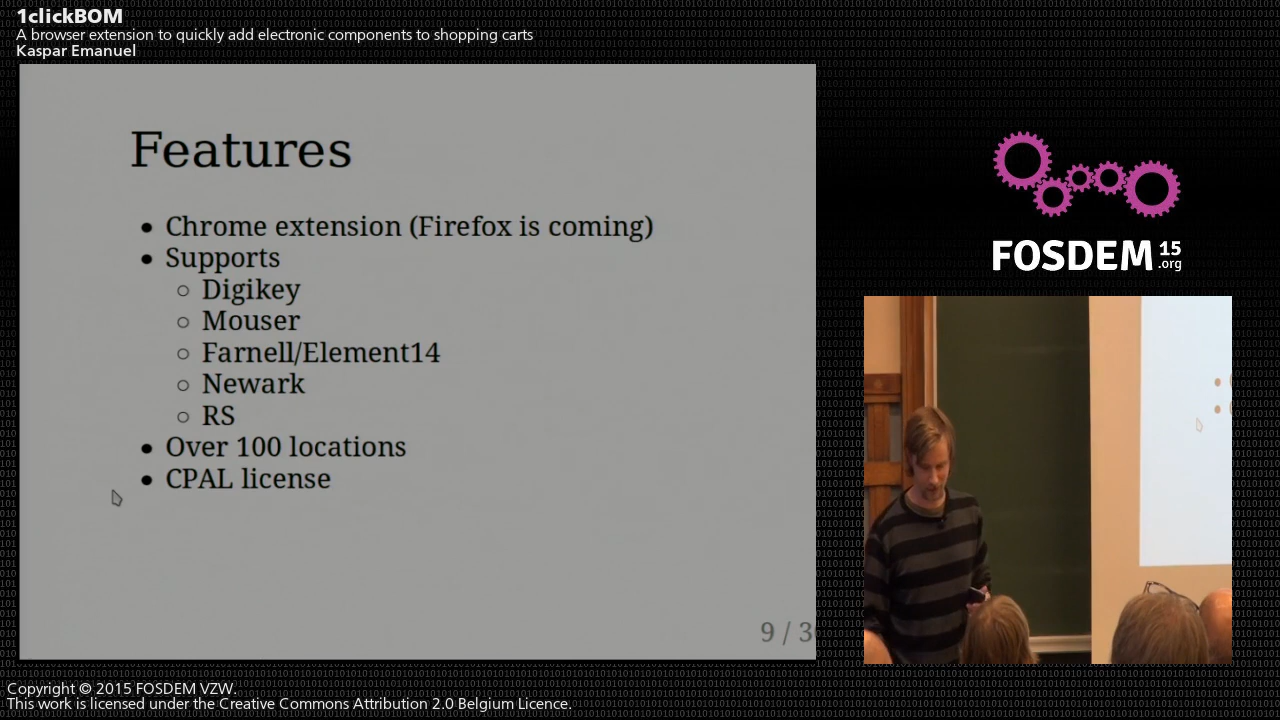 1clickBOM
A browser extension to quickly add electronic components to shopping carts
Kaspar Emanuel
Features
• Chrome extension (Firefox is coming)
• Supports
○ Digikey
○ Mouser
○ Farnell/Element14
○ Newark
○ RS
• Over 100 locations
• CPAL license
9 / 3
FOSDEM 15
.org
Copyright © 2015 FOSDEM VZW.
This work is licensed under the Creative Commons Attribution 2.0 Belgium Licence.